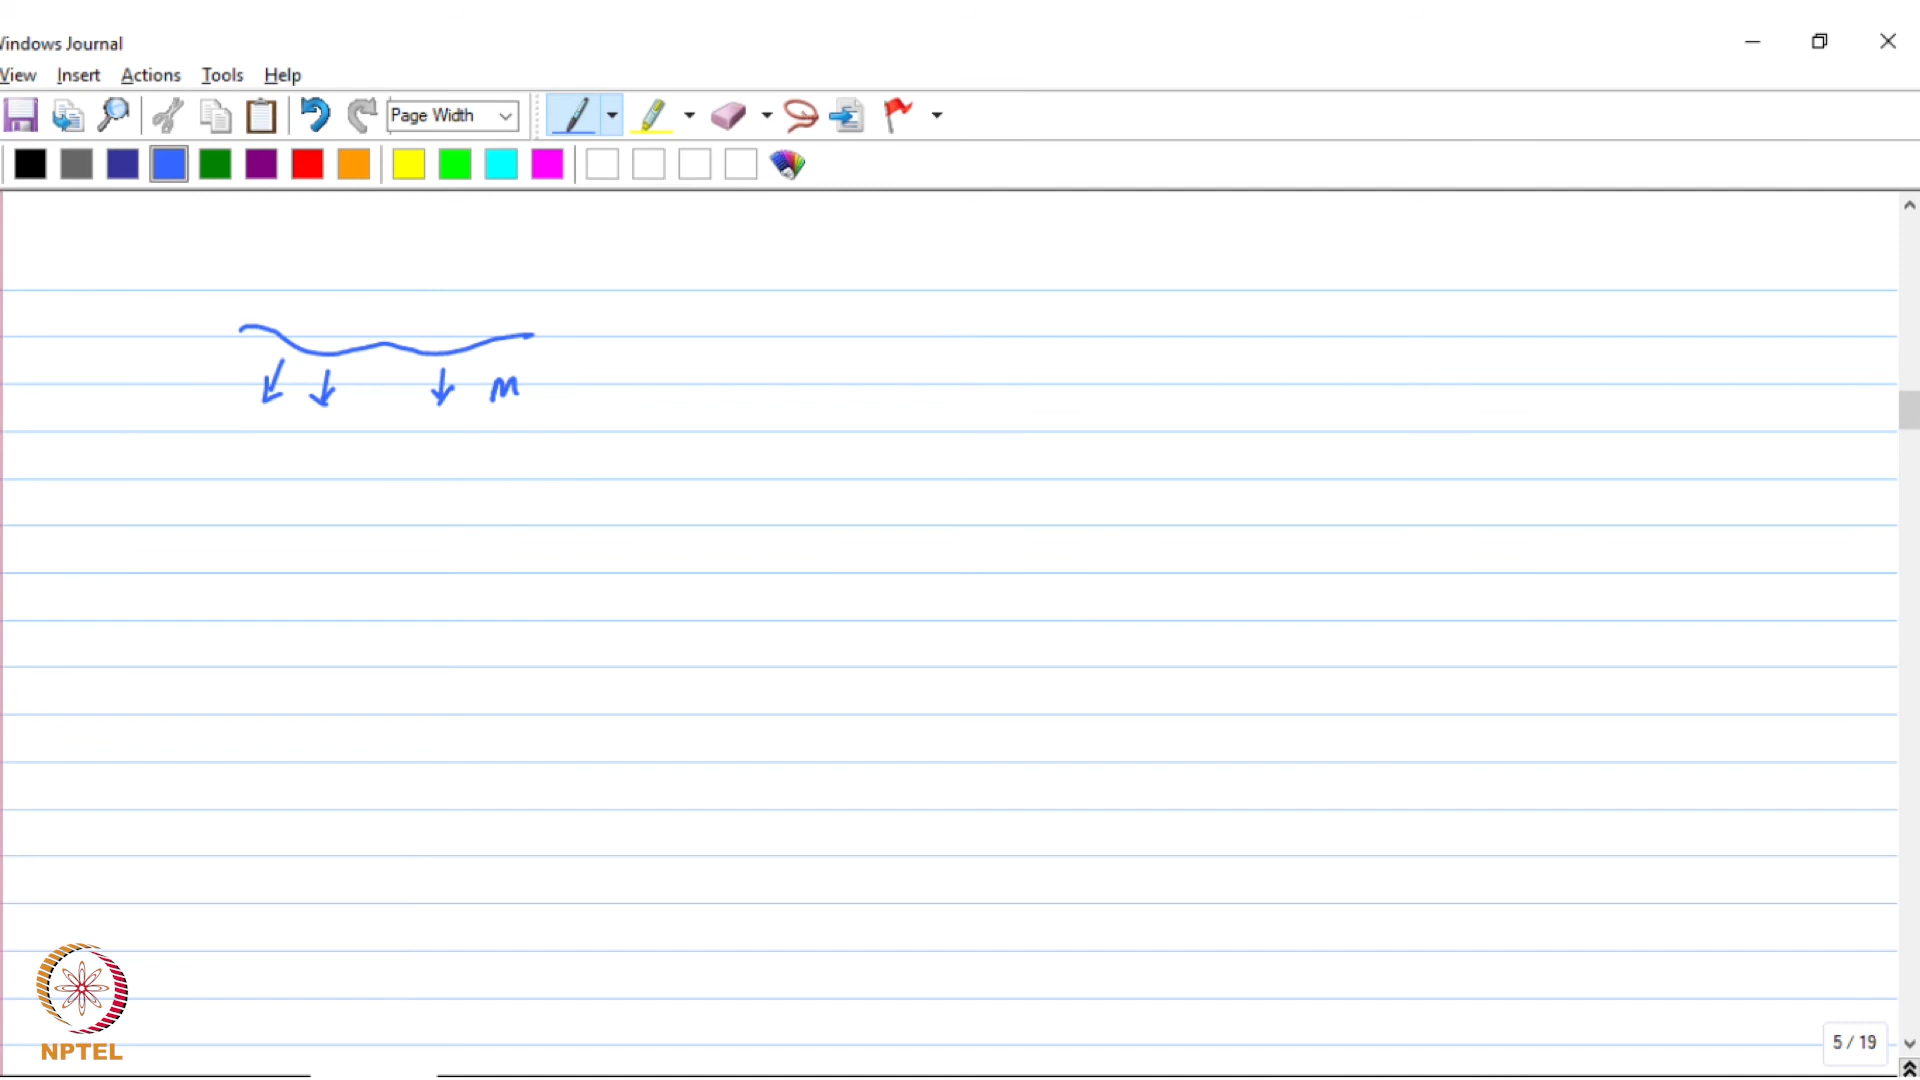 Windows Journal
View Insert Actions Tools Help
Page Width
m
NPTEL
5 / 19